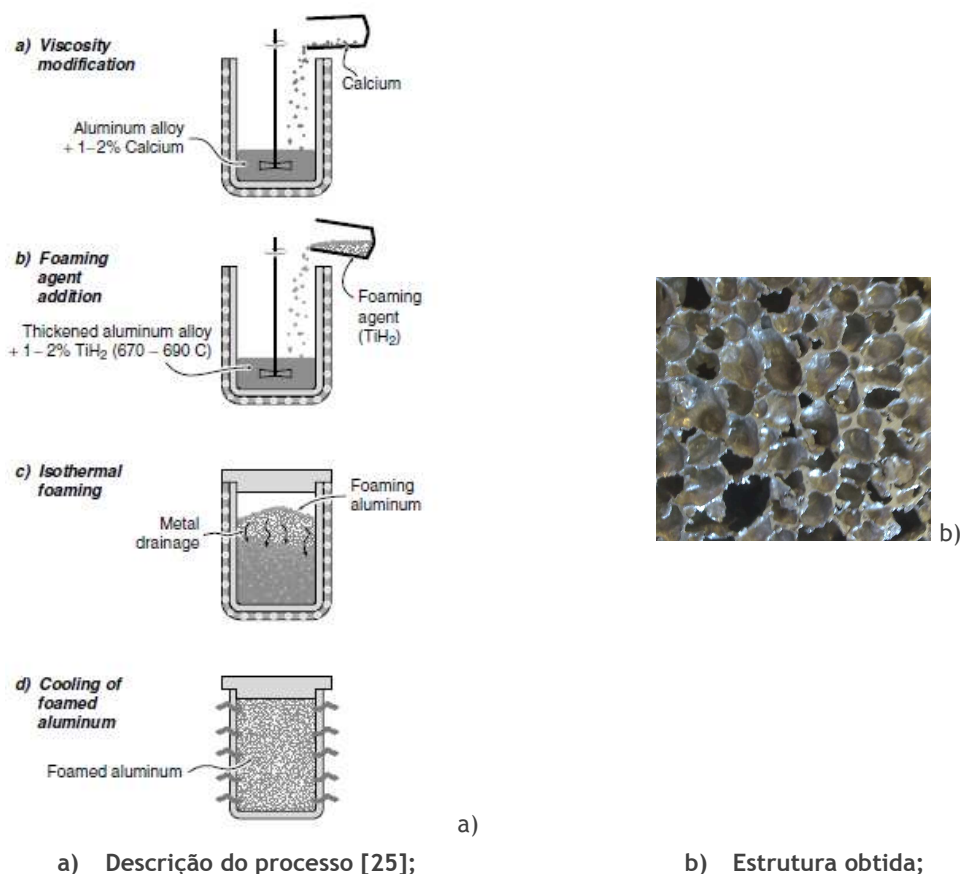 a) Viscosity
modification
Calcium
Aluminum alloy
+ 1–2% Calcium
b) Foaming
agent
addition
Foaming
agent
(TiH₂)
Thickened aluminum alloy
+ 1– 2% TiH₂ (670 – 690 C)
c) Isothermal
foaming
Foaming
aluminum
Metal
drainage
d) Cooling of
foamed
aluminum
Foamed aluminum
a)
b)
a) Descrição do processo [25];
b) Estrutura obtida;